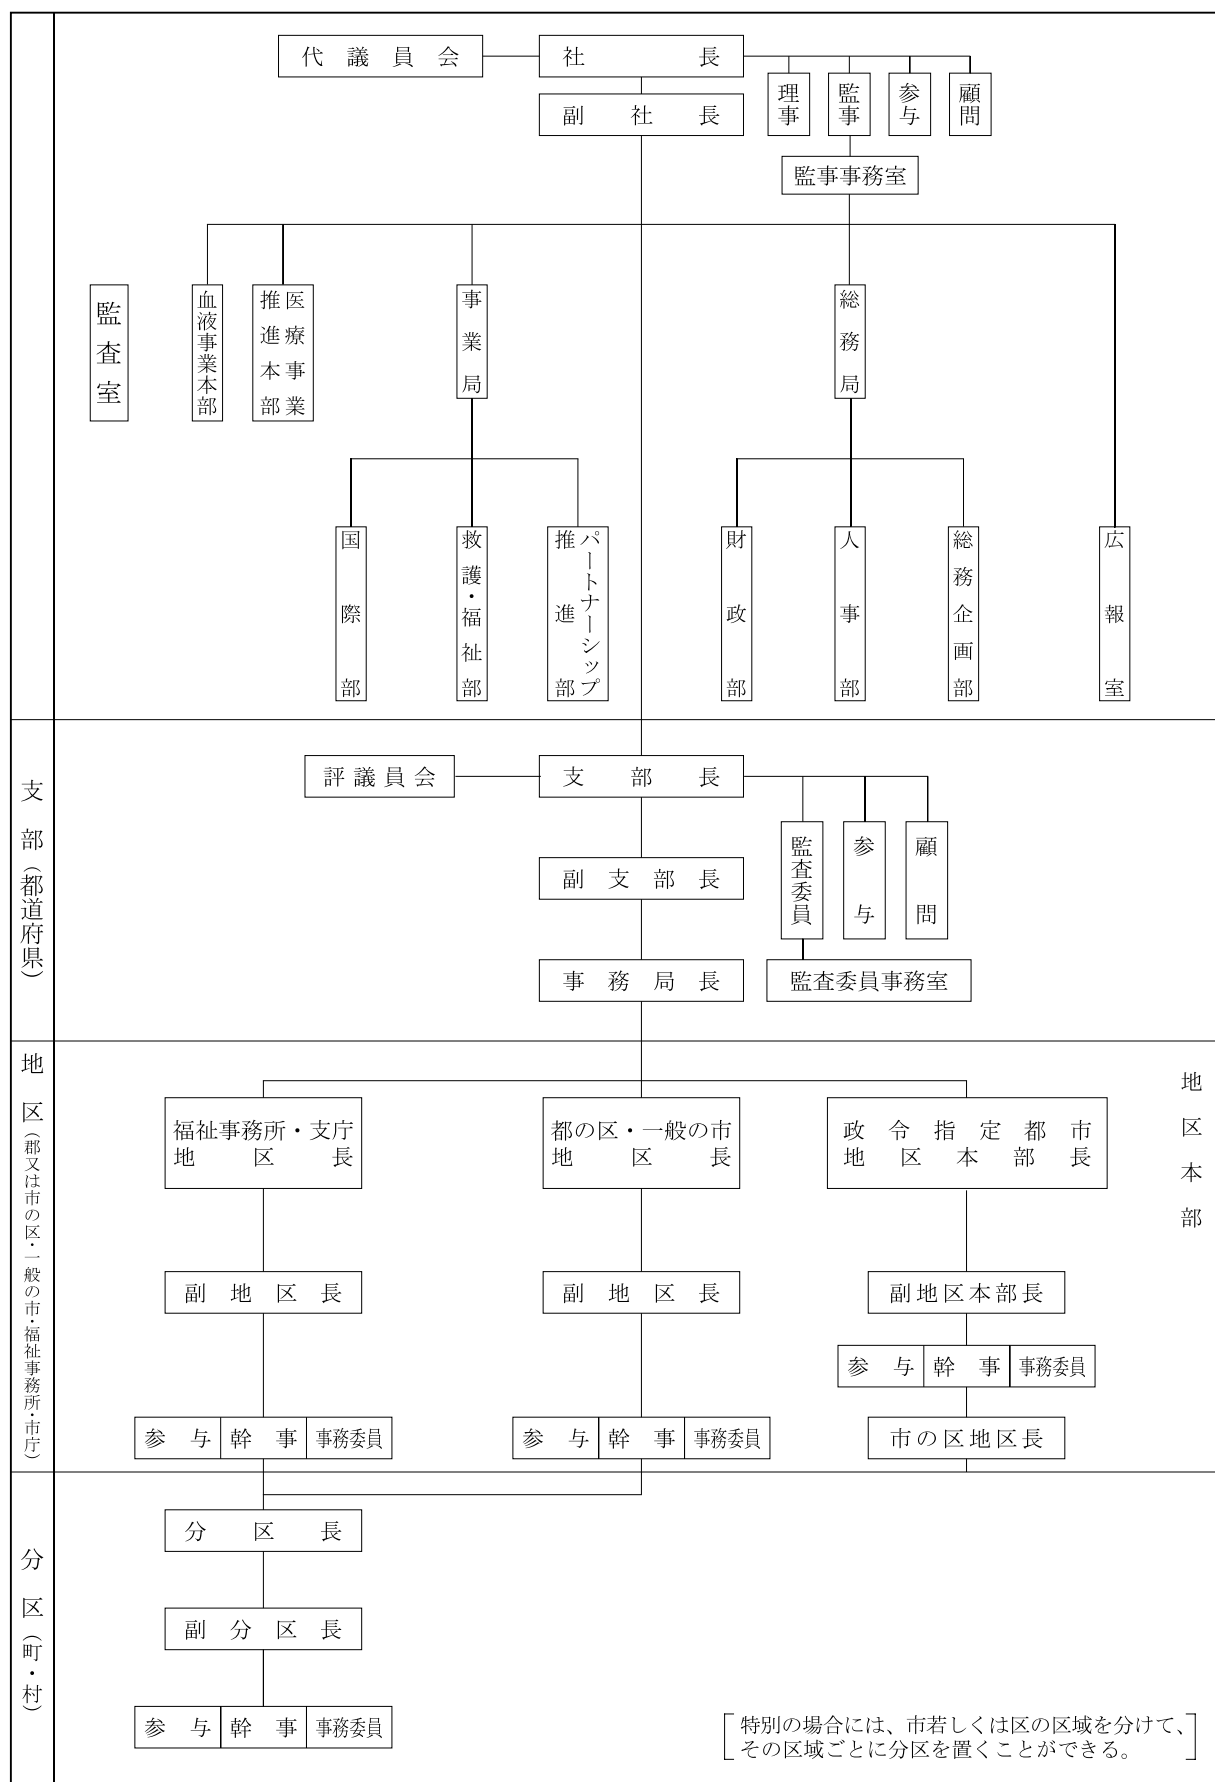 代議員会
社長
理事
監事
参与
顧問
副社長
監事事務室
監査室
血液事業本部
医療事業
推進本部
事業局
総務局
国際部
救護・福祉部
パートナーシップ
推進部
財政部
人事部
総務企画部
広報室
支部（都道府県）
評議員会
支部長
監査委員
参与
顧問
副支部長
事務局長
監査委員事務室
地区（郡又は市の区・一般の市・福祉事務所・市庁）
地区本部
福祉事務所・支庁
地区長
都の区・一般の市
地区長
政令指定都市
地区本部長
副地区長
副地区長
副地区本部長
参与 幹事 事務委員
参与 幹事 事務委員
参与 幹事 事務委員
市の区地区長
分区（町・村）
分区長
副分区長
参与 幹事 事務委員
特別の場合には、市若しくは区の区域を分けて、
その区域ごとに分区を置くことができる。